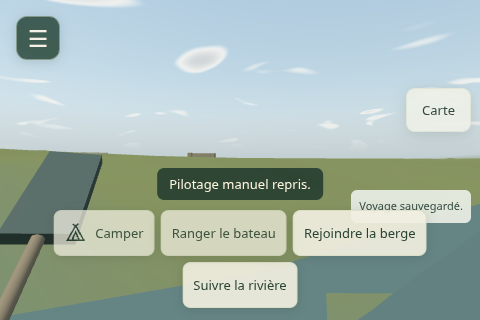 Carte
Pilotage manuel repris.
Voyage sauvegardé.
Camper
Ranger le bateau
Rejoindre la berge
Suivre la rivière